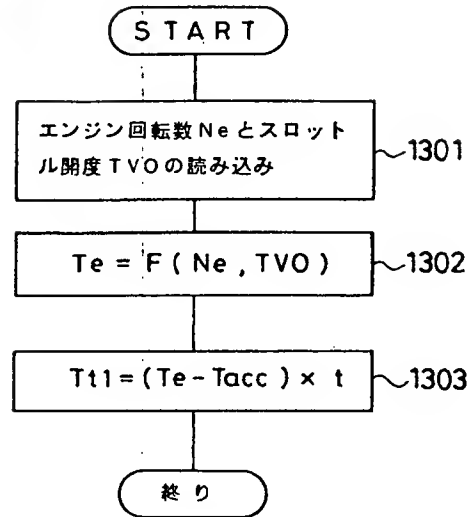 START
エンジン回転数Neとスロット
ル開度TVOの読み込み
1301
Te = F(Ne, TVO)
1302
Tt1=(Te-Tacc)× t
1303
終り